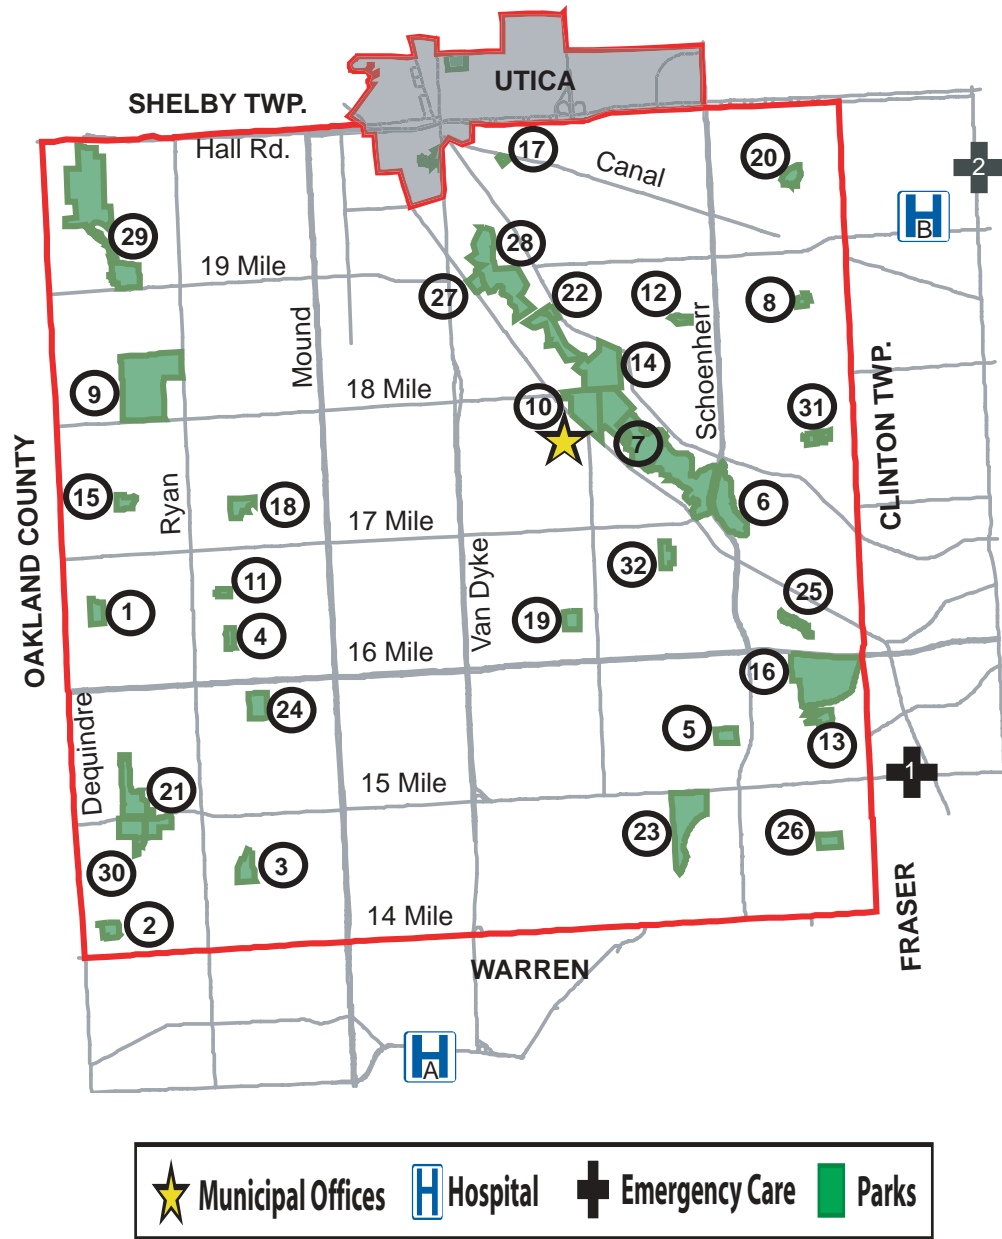 UTICA
SHELBY TWP.
Hall Rd.
17
Canal
20
2
B
29
28
19 Mile
27
22
12
8
Mound
Schoenherr
14
18 Mile
9
10
31
CLINTON TWP.
7
OAKLAND COUNTY
15
Ryan
18
17 Mile
6
Van Dyke
32
11
1
4
19
25
16 Mile
16
24
5
13
Dequindre
21
15 Mile
1
23
26
30
3
2
14 Mile
FRASER
WARREN
A
Municipal Offices
Hospital
Emergency Care
Parks